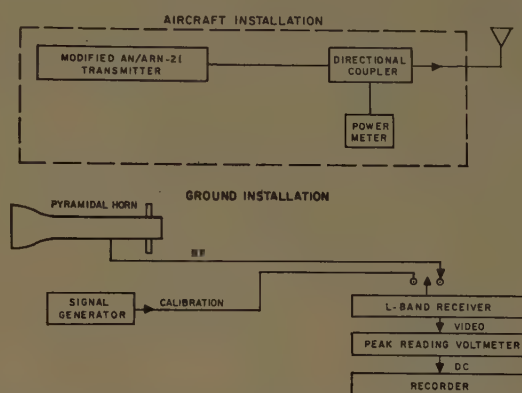 AIRCRAFT INSTALLATION
MODIFIED AN/ARN-21
TRANSMITTER
DIRECTIONAL
COUPLER
POWER
METER
GROUND INSTALLATION
PYRAMIDAL HORN
SIGNAL
GENERATOR
CALIBRATION
L-BAND RECEIVER
VIDEO
PEAK READING VOLTMETER
DC
RECORDER